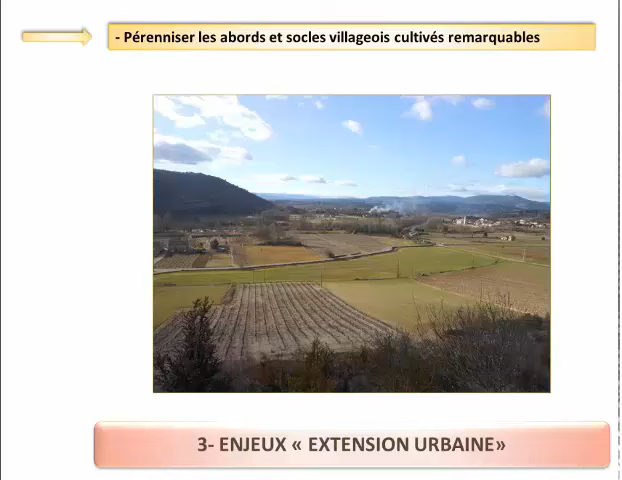 - Pérenniser les abords et socles villageois cultivés remarquables
3- ENJEUX « EXTENSION URBAINE»